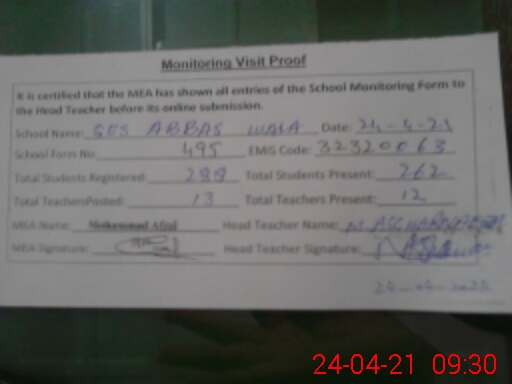 Monitoring Visit Proof
It is certified that the MEA has shown all entries of the School Monitoring Form to
the Head Teacher before its online submission.
School Name: GES ABBAS WALA Date: 24-4-21
School Form No: 495 EMIS Code: 32320063
Total Students Registered: 288 Total Students Present: 262
Total TeachersPosted: 13 Total Teachers Present: 12
MEA Name: Muhammad Afzal Head Teacher Name: M. ASGHAR
MEA Signature: Head Teacher Signature:
24-04-21 09:30